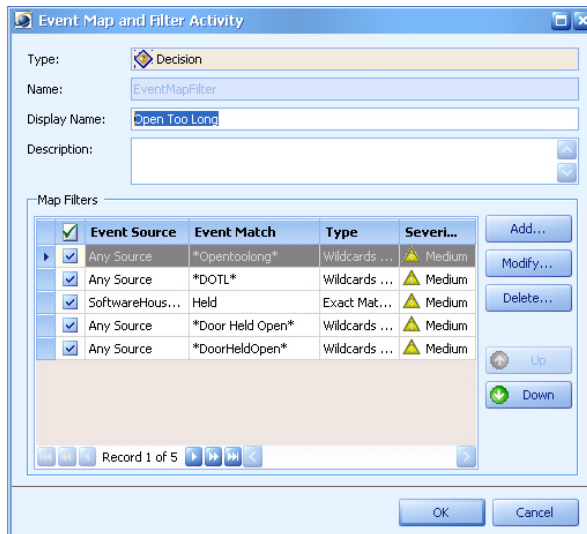 Event Map and Filter Activity
Type: Decision
Name: EventMapFilter
Display Name: Open Too Long
Description:
Map Filters
Event Source Event Match Type Severi...
Any Source *Opentoolong* Wildcards ... Medium
Any Source *DOTL* Wildcards ... Medium
SoftwareHous... Held Exact Mat... Medium
Any Source *Door Held Open* Wildcards ... Medium
Any Source *DoorHeldOpen* Wildcards ... Medium
Add...
Modify...
Delete...
Up
Down
Record 1 of 5
OK Cancel